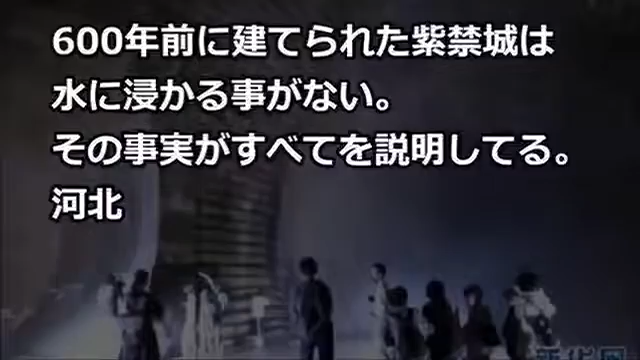 600年前に建てられた紫禁城は
水に浸かる事がない。
その事実がすべてを説明してる。
河北